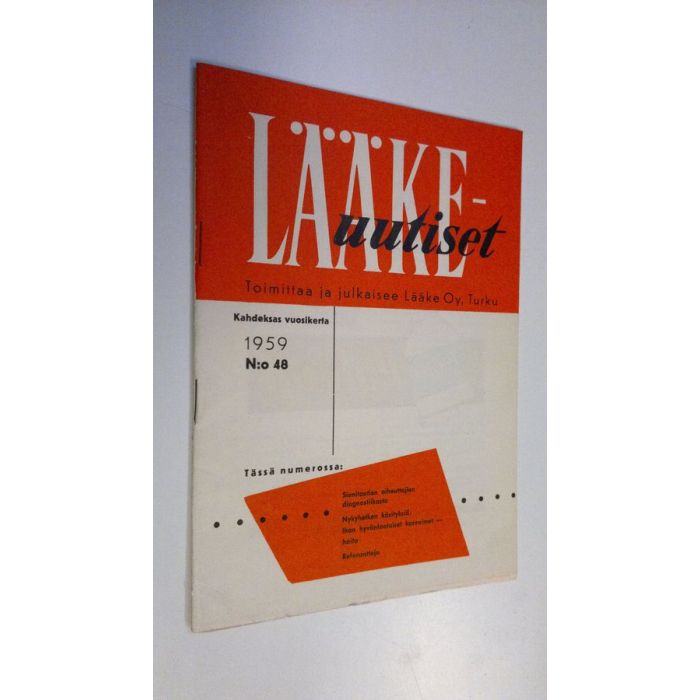 LÄÄKE-
uutiset
Toimittaa ja julkaisee Lääke Oy, Turku
Kahdeksas vuosikerta
1959
N:o 48
Tässä numerossa:
Sienitautien aiheuttajien
diagnostiikasta
Nykyhetken käsityksiä:
Ihon hyvänlaatuiset kasvaimet —
hoito
Referaatteja